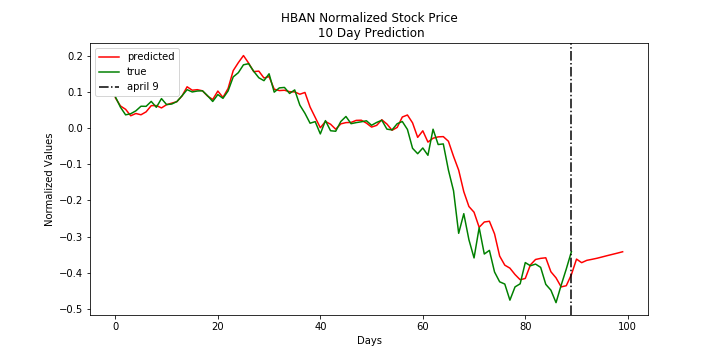 HBAN Normalized Stock Price
10 Day Prediction
predicted
true
april 9
0.2
0.1
0.0
−0.1
−0.2
−0.3
−0.4
−0.5
Normalized Values
0 20 40 60 80 100
Days